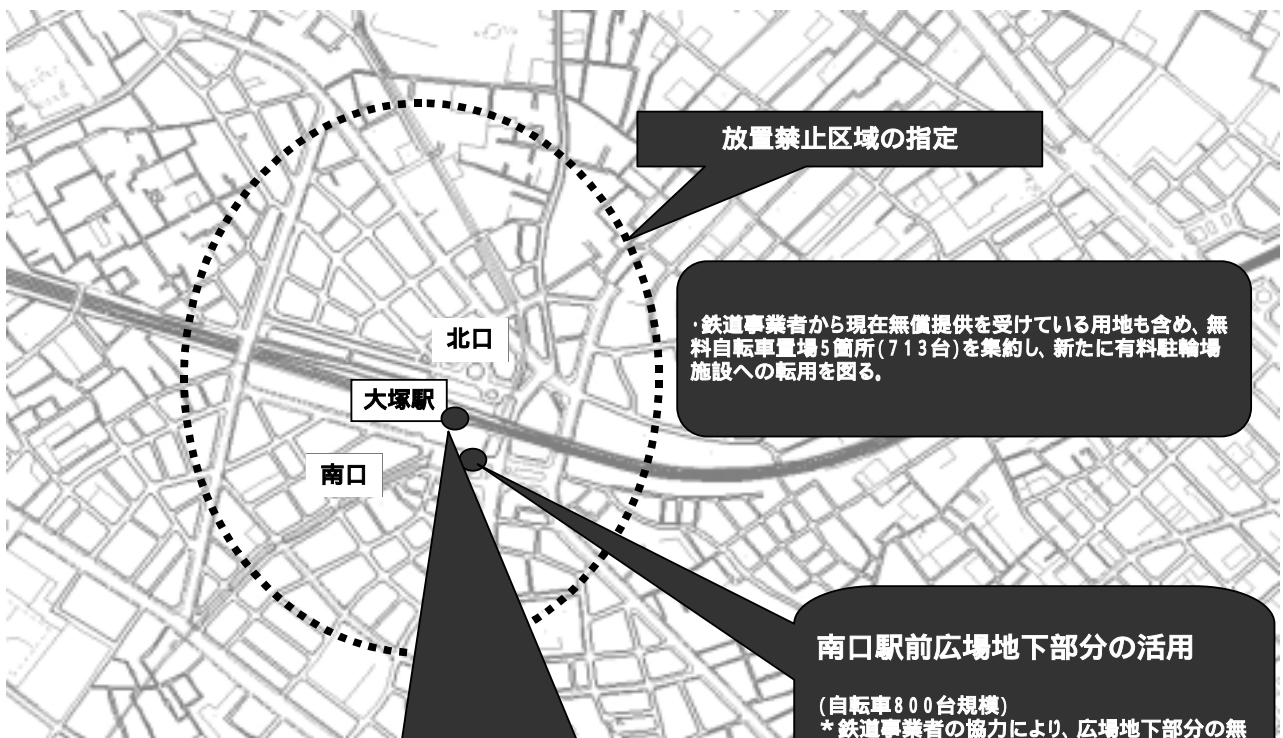 放置禁止区域の指定
・鉄道事業者から現在無償提供を受けている用地も含め、無
料自転車置場5箇所(713台)を集約し、新たに有料駐輪場
施設への転用を図る。
北口
大塚駅
南口
南口駅前広場地下部分の活用
(自転車800台規模)
*鉄道事業者の協力により、広場地下部分の無